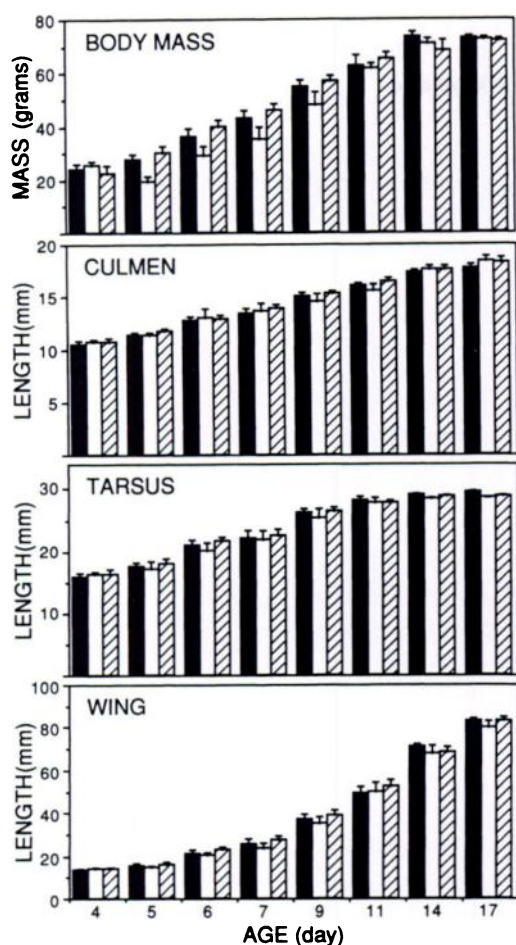 BODY MASS
MASS (grams)
80
60
40
20
CULMEN
LENGTH(mm)
20
15
10
5
TARSUS
LENGTH(mm)
30
20
10
WING
LENGTH(mm)
100
80
60
40
20
0
4 5 6 7 9 11 14 17
AGE (day)